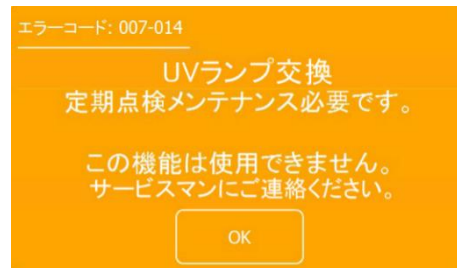 エラーコード: 007-014
UVランプ交換
定期点検メンテナンス必要です。
この機能は使用できません。
サービスマンにご連絡ください。
OK